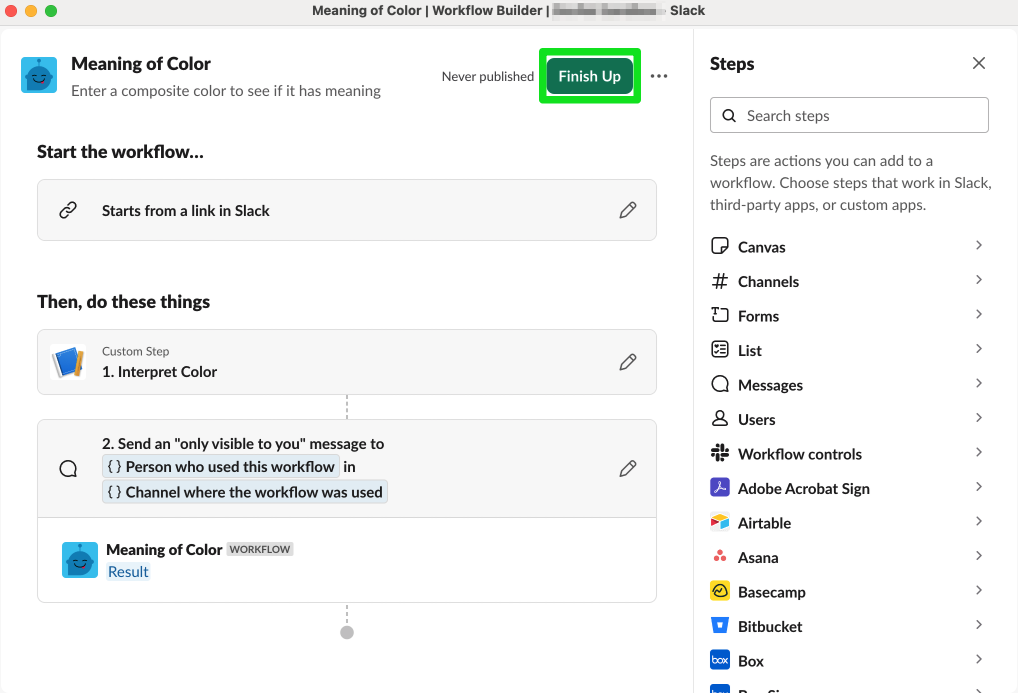 Meaning of Color | Workflow Builder | Slack
Meaning of Color
Enter a composite color to see if it has meaning
Never published
Finish Up
Start the workflow...
Starts from a link in Slack
Then, do these things
Custom Step
1. Interpret Color
2. Send an "only visible to you" message to
{ } Person who used this workflow in
{ } Channel where the workflow was used
Meaning of Color WORKFLOW
Result
Steps
Search steps
Steps are actions you can add to a
workflow. Choose steps that work in Slack,
third-party apps, or custom apps.
Canvas
Channels
Forms
List
Messages
Users
Workflow controls
Adobe Acrobat Sign
Airtable
Asana
Basecamp
Bitbucket
box Box